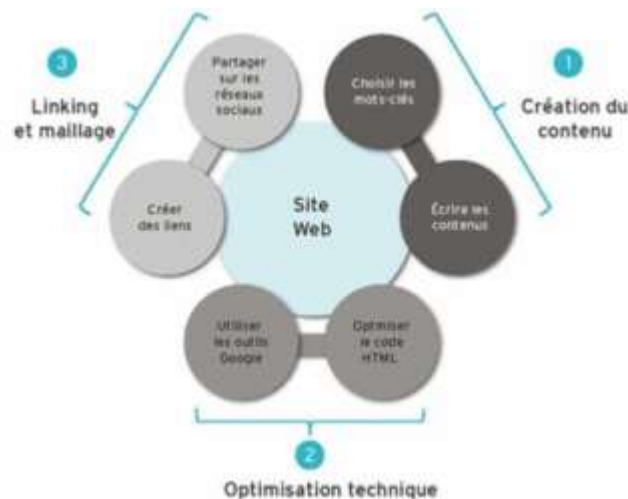 1
Création du
contenu
Choisir les
mots-clés
Écrire les
contenus
2
Optimisation technique
Optimiser
le code
HTML
Utiliser
les outils
Google
3
Linking
et maillage
Créer
des liens
Partager
sur les
réseaux
sociaux
Site
Web